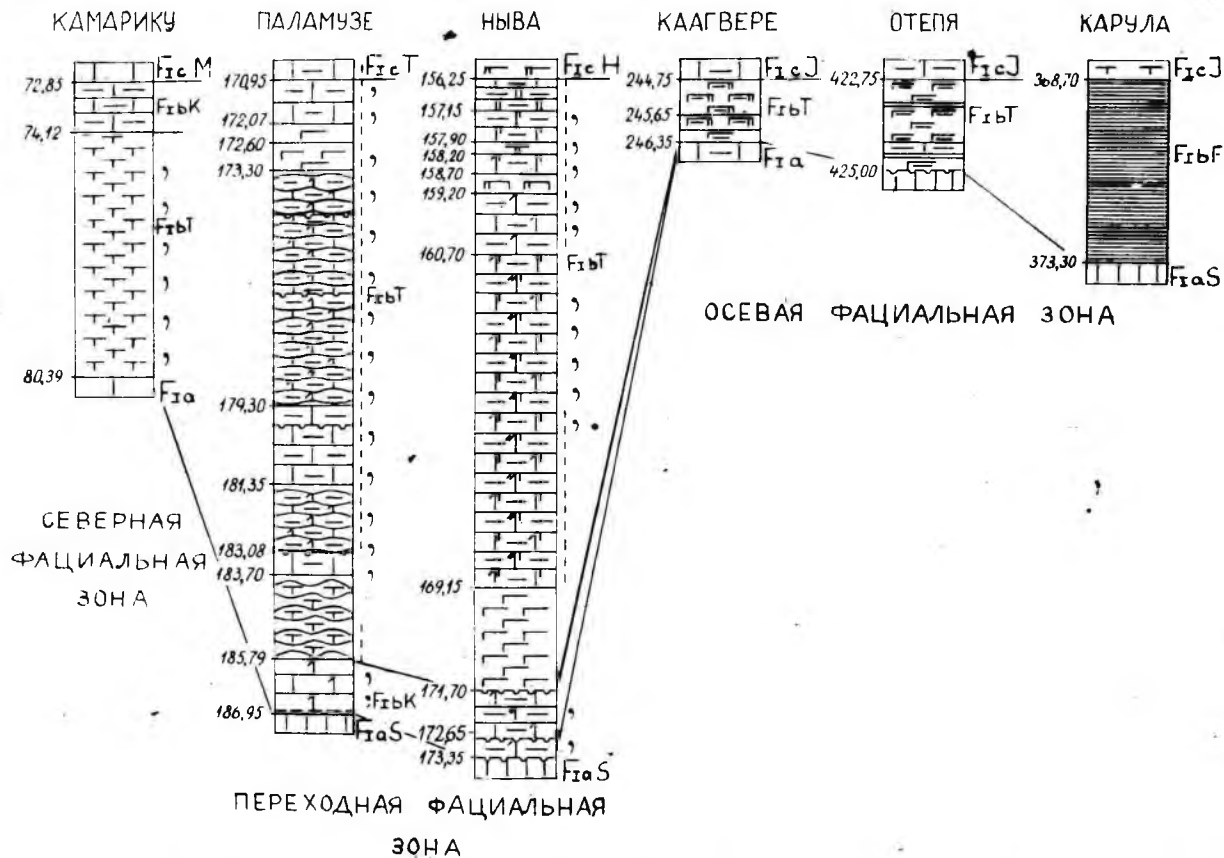 КАМАРИКУ
ПАЛАМУЗЕ
НЫВА
КААГВЕРЕ
ОТЕПЯ
КАРУЛА
FIcM
72,85
FIbK
74,12
FIbT
80,39
FIa
FIcT
170,95
172,07
172,60
173,30
FIbT
179,30
181,35
183,08
183,70
185,79
FIbK
186,95
FIaS
FIcH
156,25
157,15
157,90
158,20
158,70
159,20
160,70
FIbT
169,15
171,70
172,65
173,35
FIaS
FIcJ
244,75
FIbT
245,65
246,35
FIa
FIcJ
422,75
FIbT
425,00
FIcJ
368,70
FIbF
373,30
FIaS
СЕВЕРНАЯ
ФАЦИАЛЬНАЯ
ЗОНА
ПЕРЕХОДНАЯ ФАЦИАЛЬНАЯ
ЗОНА
ОСЕВАЯ ФАЦИАЛЬНАЯ ЗОНА